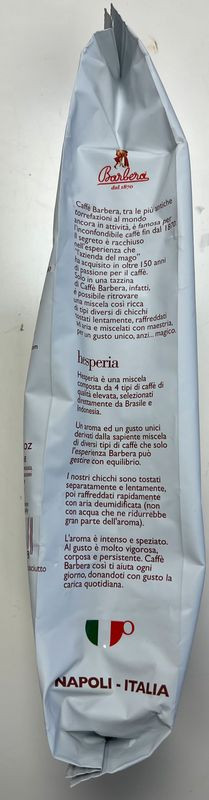 Barbera
dal 1870
Caffè Barbera, tra le più antiche
torrefazioni al mondo
ancora in attività, è famosa per
l'inconfondibile caffè fin dal 1870.
Il segreto è racchiuso
nell'esperienza che
"l'azienda del mago"
ha acquisito in oltre 150 anni
di passione per il caffè.
Solo in una tazzina
di Caffè Barbera, infatti,
è possibile ritrovare
una miscela così ricca
di tipi diversi di chicchi
tostati lentamente, raffreddati
ad aria e miscelati con maestria,
per un gusto unico, anzi... magico.
hesperia
Hesperia è una miscela
composta da 4 tipi di caffè di
qualità elevata, selezionati
direttamente da Brasile e
Indonesia.
Un aroma ed un gusto unici
derivati dalla sapiente miscela
di diversi tipi di caffè che solo
l'esperienza Barbera può
gestire con equilibrio.
I nostri chicchi sono tostati
separatamente e lentamente,
poi raffreddati rapidamente
con aria deumidificata (non
con acqua che ne ridurrebbe
gran parte dell'aroma).
L'aroma è intenso e speziato.
Al gusto è molto vigorosa,
corposa e persistente. Caffè
Barbera così ti aiuta ogni
giorno, donandoti con gusto la
carica quotidiana.
NAPOLI - ITALIA
oz
asciutto